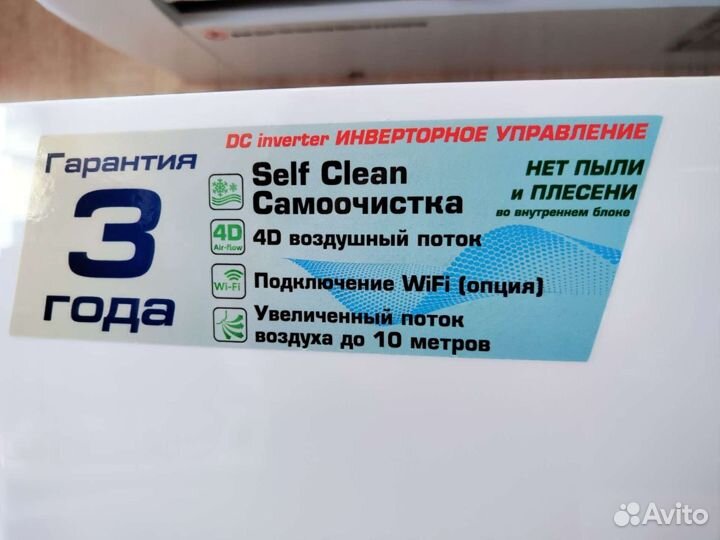 DC inverter ИНВЕРТОРНОЕ УПРАВЛЕНИЕ
Гарантия
3
года
Self Clean
Самоочистка
НЕТ ПЫЛИ
и ПЛЕСЕНИ
во внутреннем блоке
4D
Air-flow
4D воздушный поток
Wi-Fi
Подключение WiFi (опция)
Увеличенный поток
воздуха до 10 метров
Avito